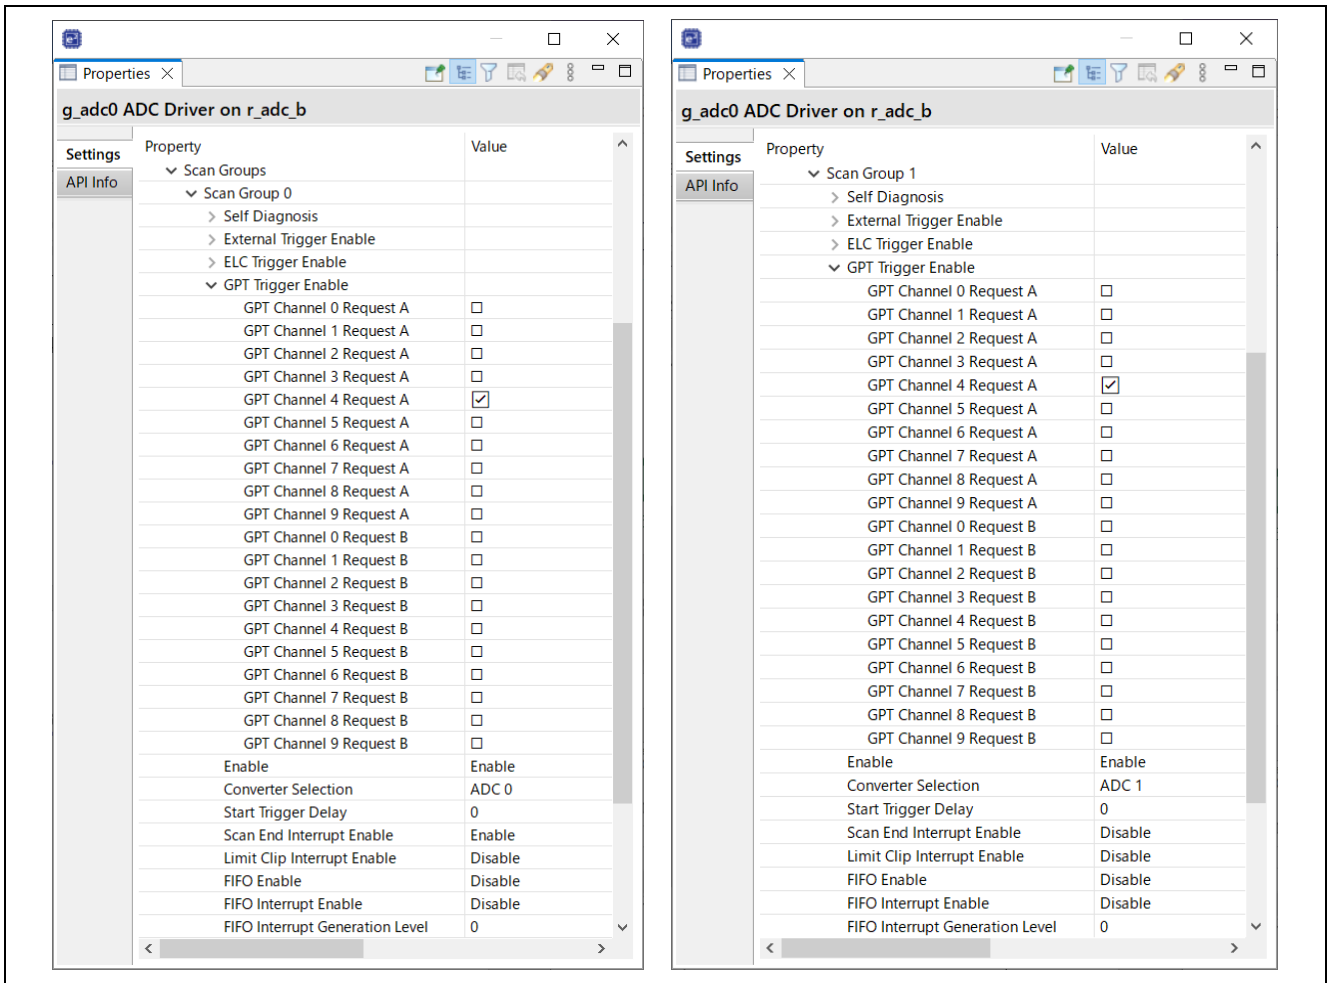 Properties
g_adc0 ADC Driver on r_adc_b
Settings
API Info
Property Value
Scan Groups
Scan Group 0
Self Diagnosis
External Trigger Enable
ELC Trigger Enable
GPT Trigger Enable
GPT Channel 0 Request A
GPT Channel 1 Request A
GPT Channel 2 Request A
GPT Channel 3 Request A
GPT Channel 4 Request A
GPT Channel 5 Request A
GPT Channel 6 Request A
GPT Channel 7 Request A
GPT Channel 8 Request A
GPT Channel 9 Request A
GPT Channel 0 Request B
GPT Channel 1 Request B
GPT Channel 2 Request B
GPT Channel 3 Request B
GPT Channel 4 Request B
GPT Channel 5 Request B
GPT Channel 6 Request B
GPT Channel 7 Request B
GPT Channel 8 Request B
GPT Channel 9 Request B
Enable Enable
Converter Selection ADC 0
Start Trigger Delay 0
Scan End Interrupt Enable Enable
Limit Clip Interrupt Enable Disable
FIFO Enable Disable
FIFO Interrupt Enable Disable
FIFO Interrupt Generation Level 0
Properties
g_adc0 ADC Driver on r_adc_b
Settings
API Info
Property Value
Scan Group 1
Self Diagnosis
External Trigger Enable
ELC Trigger Enable
GPT Trigger Enable
GPT Channel 0 Request A
GPT Channel 1 Request A
GPT Channel 2 Request A
GPT Channel 3 Request A
GPT Channel 4 Request A
GPT Channel 5 Request A
GPT Channel 6 Request A
GPT Channel 7 Request A
GPT Channel 8 Request A
GPT Channel 9 Request A
GPT Channel 0 Request B
GPT Channel 1 Request B
GPT Channel 2 Request B
GPT Channel 3 Request B
GPT Channel 4 Request B
GPT Channel 5 Request B
GPT Channel 6 Request B
GPT Channel 7 Request B
GPT Channel 8 Request B
GPT Channel 9 Request B
Enable Enable
Converter Selection ADC 1
Start Trigger Delay 0
Scan End Interrupt Enable Disable
Limit Clip Interrupt Enable Disable
FIFO Enable Disable
FIFO Interrupt Enable Disable
FIFO Interrupt Generation Level 0